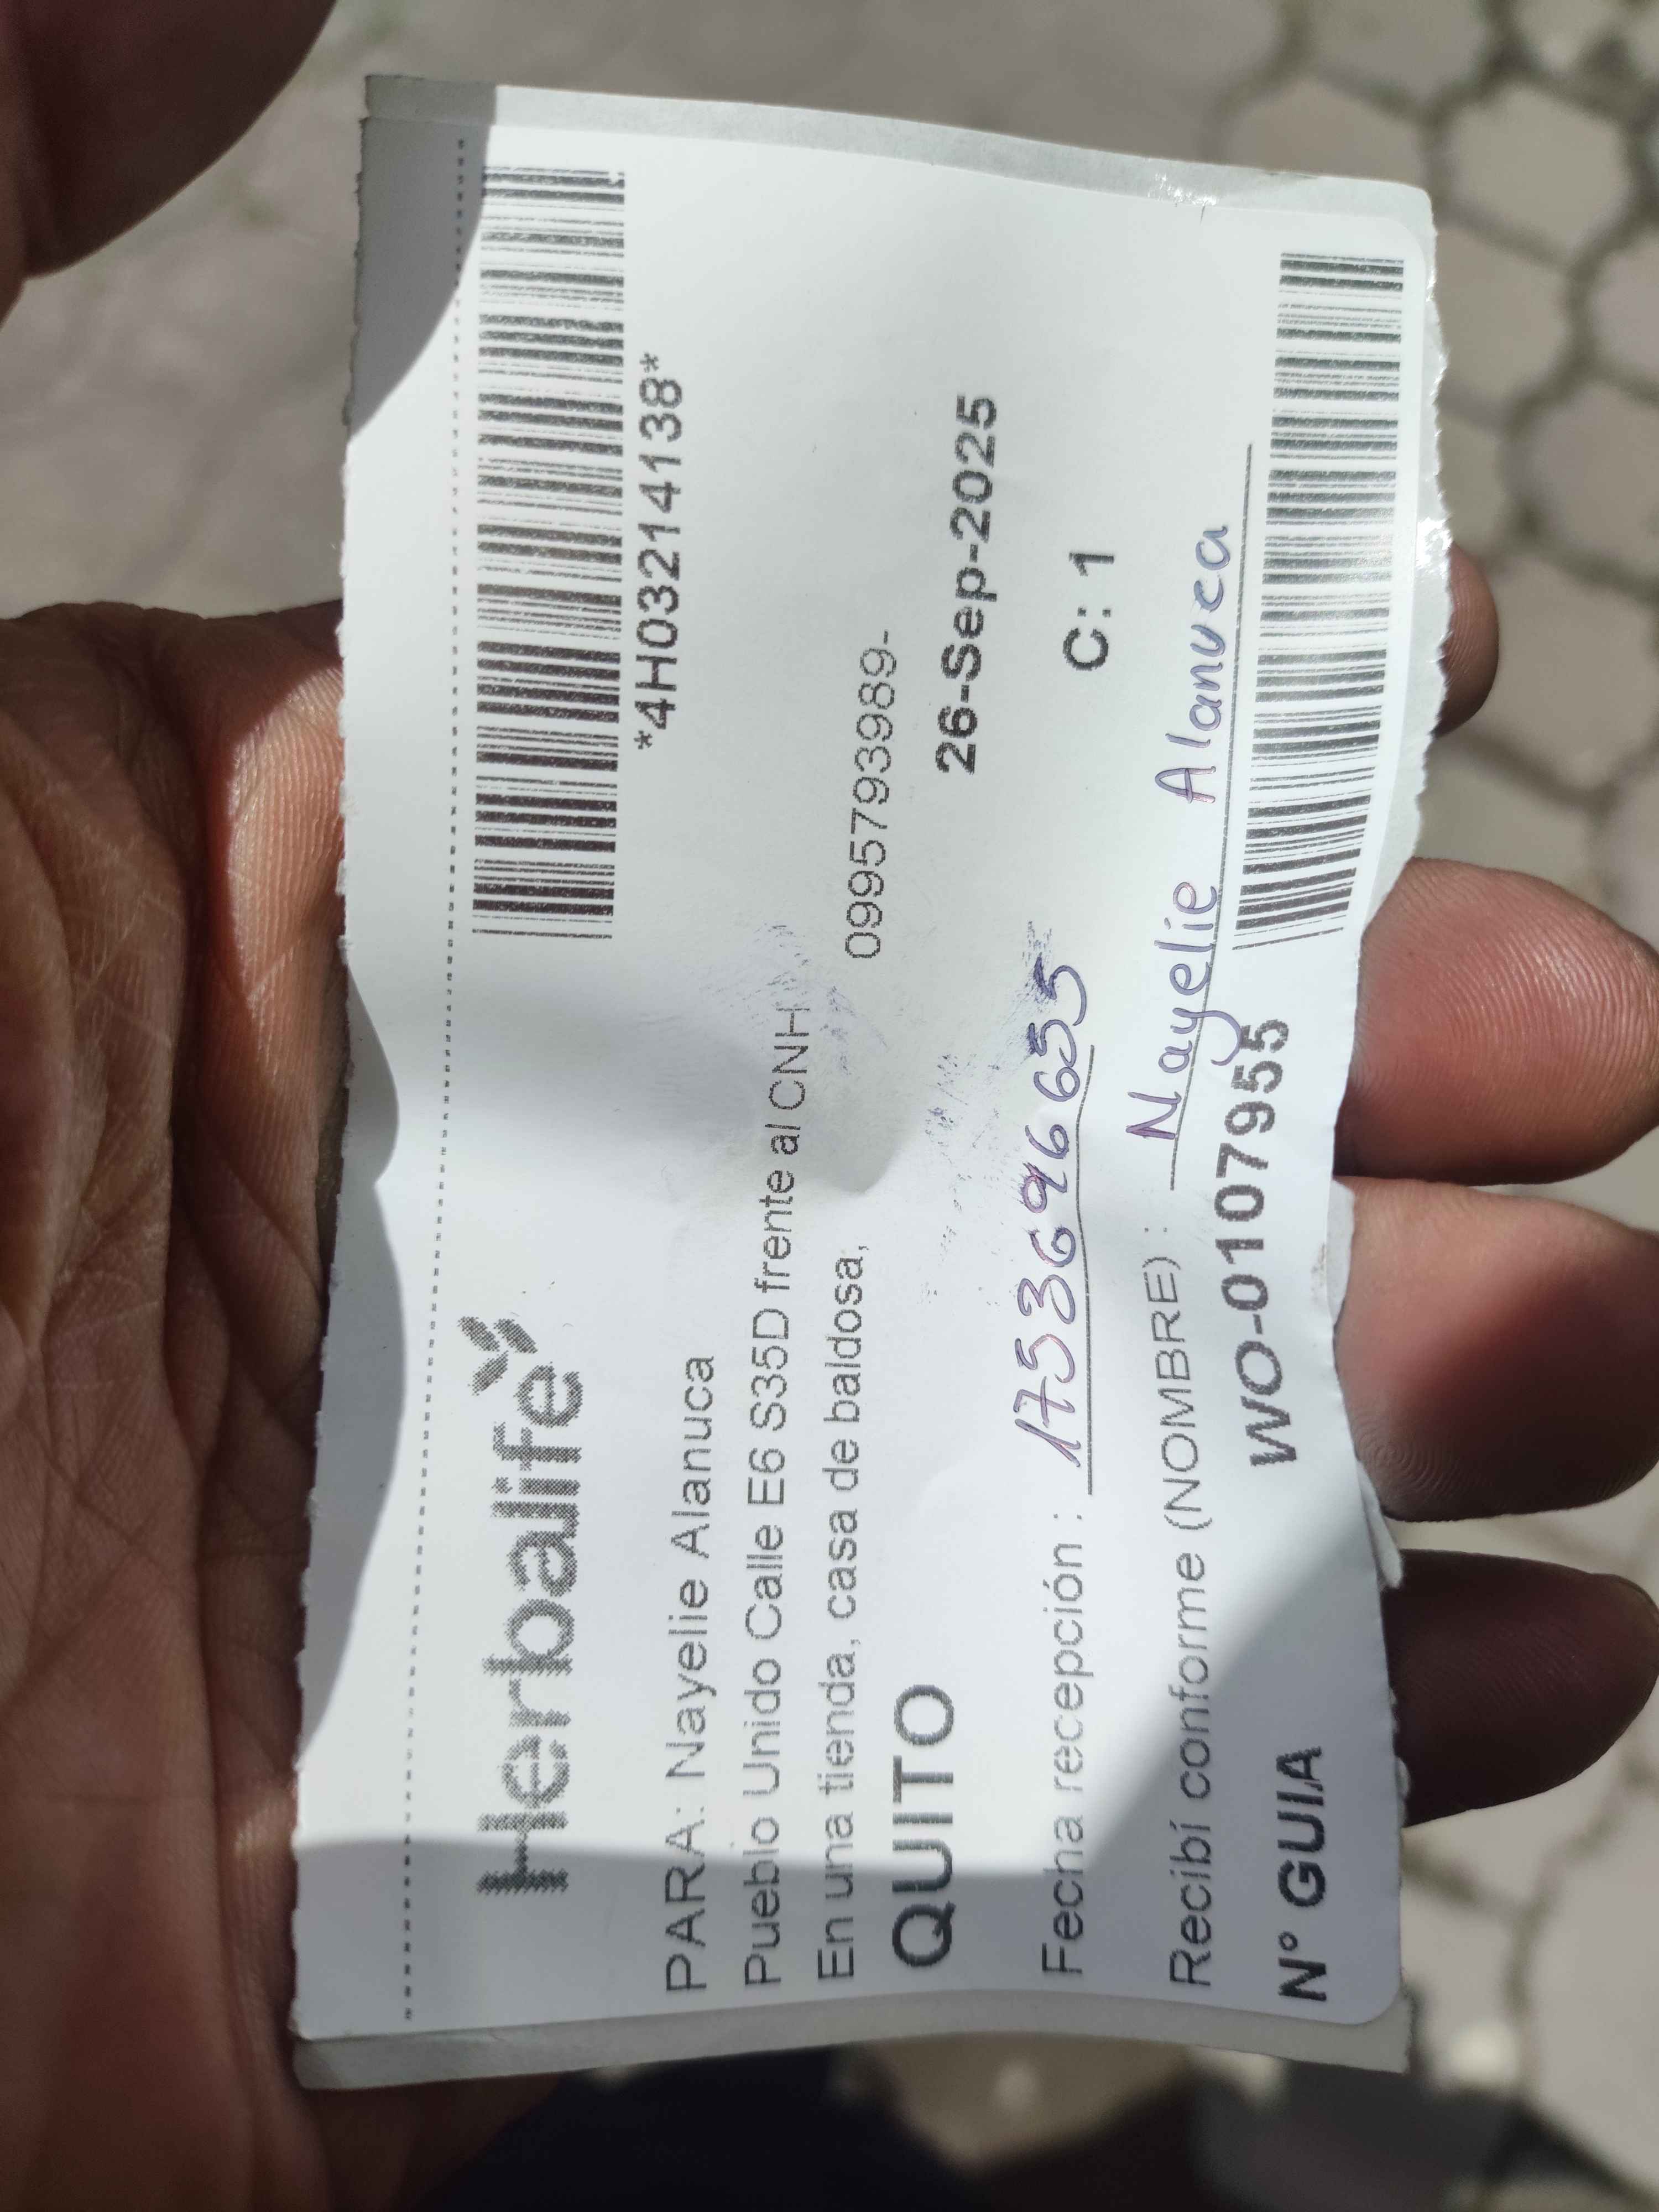 Herbalife
*4H03214138*
PARA: Nayelie Alanuca
Pueblo Unido Calle E6 S35D frente al CNH
En una tienda, casa de baldosa,
0995793989-
QUITO
26-Sep-2025
Fecha recepción : 1753696655
C: 1
Recibí conforme (NOMBRE) : Nayelie Alanuca
N° GUIA WO-0107955